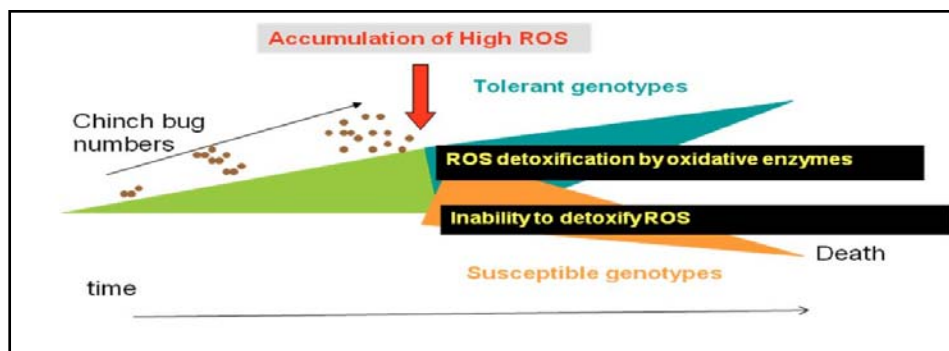 Accumulation of High ROS
Tolerant genotypes
Chinch bug
numbers
ROS detoxification by oxidative enzymes
Inability to detoxify ROS
Death
Susceptible genotypes
time